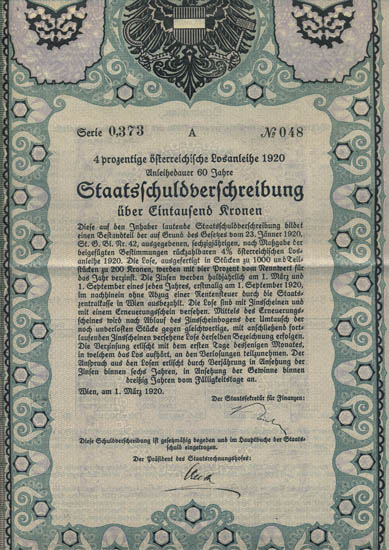 Serie 0,373 A № 048
4 prozentige österreichische Losanleihe 1920
Anleihedauer 60 Jahre
Staatsschuldverschreibung
über Eintausend Kronen
Diese auf den Inhaber lautende Staatsschuldverschreibung bildet
einen Bestandteil der auf Grund des Gesetzes vom 23. Jänner 1920,
St. G. Bl. Nr. 42, ausgegebenen, sechzigjährigen, nach Maßgabe der
beigefügten Bestimmungen rückzahlbaren 4% österreichischen Los-
anleihe 1920. Die Lose, ausgefertigt in Stücken zu 1000 und Teil-
stücken zu 200 Kronen, werden mit vier Prozent vom Nennwert für
das Jahr verzinst. Die Zinsen werden halbjährlich am 1. März und
1. September eines jeden Jahres, erstmalig am 1. September 1920,
im nachhinein ohne Abzug einer Rentensteuer durch die Staats-
zentralkasse in Wien ausbezahlt. Die Lose sind mit Zinsscheinen und
mit einem Erneuerungsschein versehen. Mittels des Erneuerungs-
scheines wird nach Ablauf des Zinsscheinbogens der Umtausch der
noch unverlosten Stücke gegen gleichwertige, mit anschließend fort-
laufenden Zinsscheinen versehene Lose derselben Bezeichnung erfolgen.
Die Verzinsung erlischt mit dem ersten Tage desjenigen Monates,
in welchem das Los aufhört, an den Verlosungen teilzunehmen. Der
Anspruch aus den Losen erlischt durch Verjährung in Ansehung der
Zinsen binnen sechs Jahren, in Ansehung der Gewinne binnen
dreißig Jahren vom Fälligkeitstage an.
Wien, am 1. März 1920.
Der Staatssekretär für Finanzen:
Diese Schuldverschreibung ist gesetzmäßig begeben und im Hauptbuche der Staats-
schuld eingetragen.
Der Präsident des Staatsrechnungshofes: